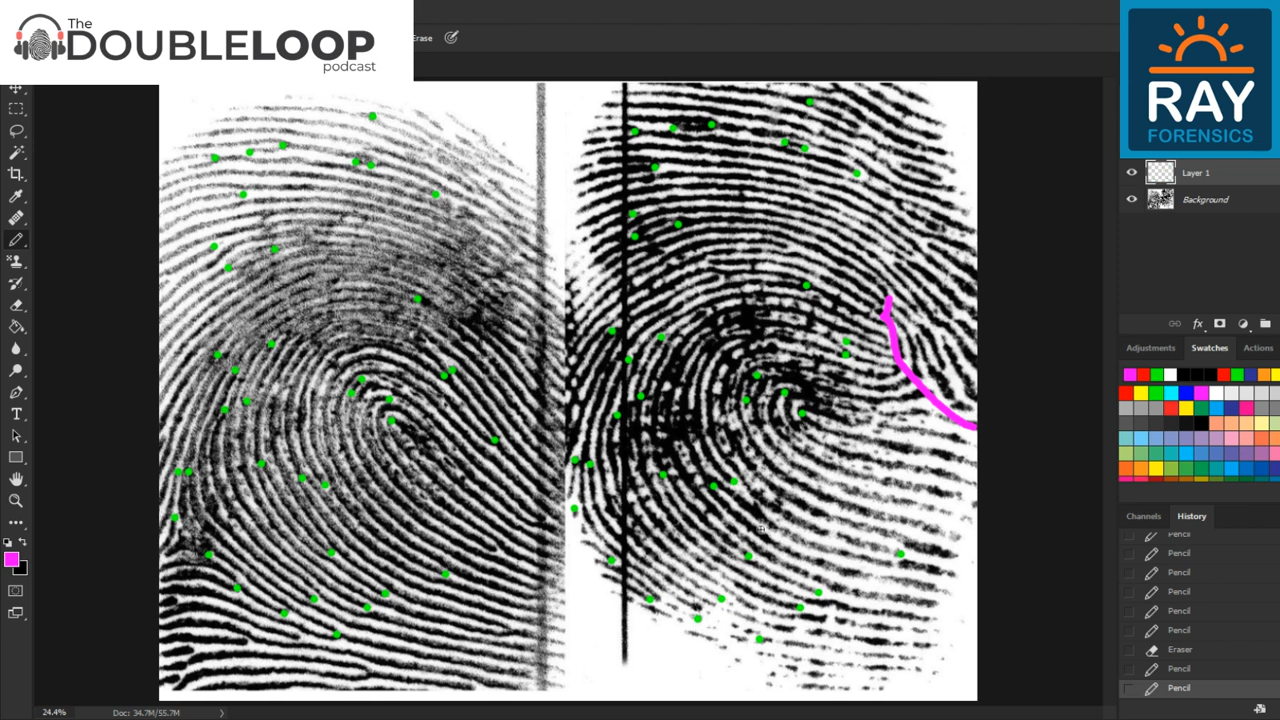 The
DOUBLELOOP
podcast
Erase
RAY
FORENSICS
Layer 1
Background
fx
Adjustments
Swatches
Actions
Channels
History
Pencil
Pencil
Pencil
Pencil
Pencil
Pencil
Eraser
Pencil
Pencil
24.4%
Doc: 34.7M/55.7M